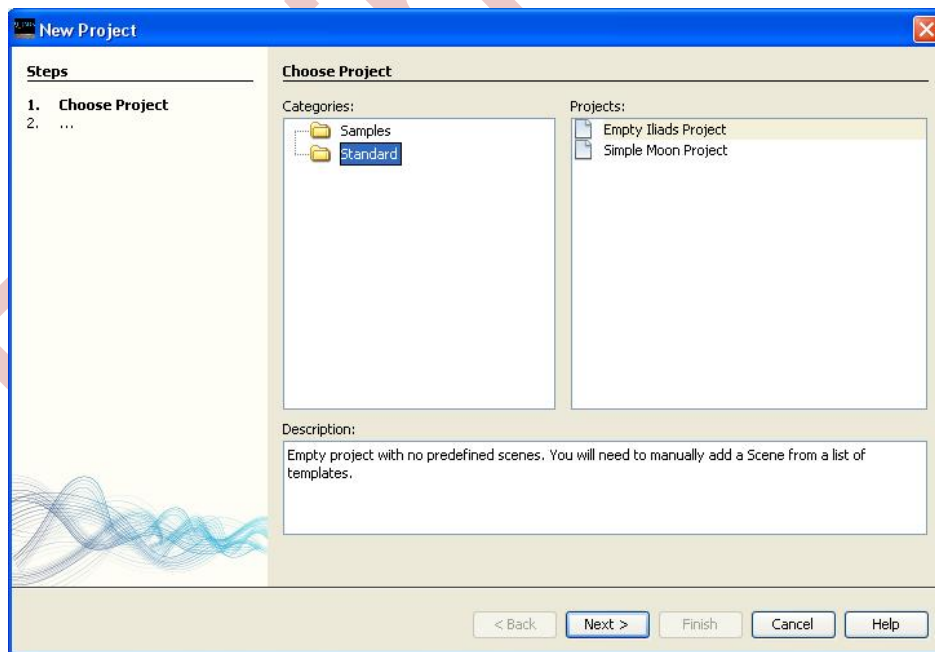 New Project
Steps
1. Choose Project
2. ...
Choose Project
Categories:
Samples
Standard
Projects:
Empty Iliads Project
Simple Moon Project
Description:
Empty project with no predefined scenes. You will need to manually add a Scene from a list of
templates.
< Back
Next >
Finish
Cancel
Help